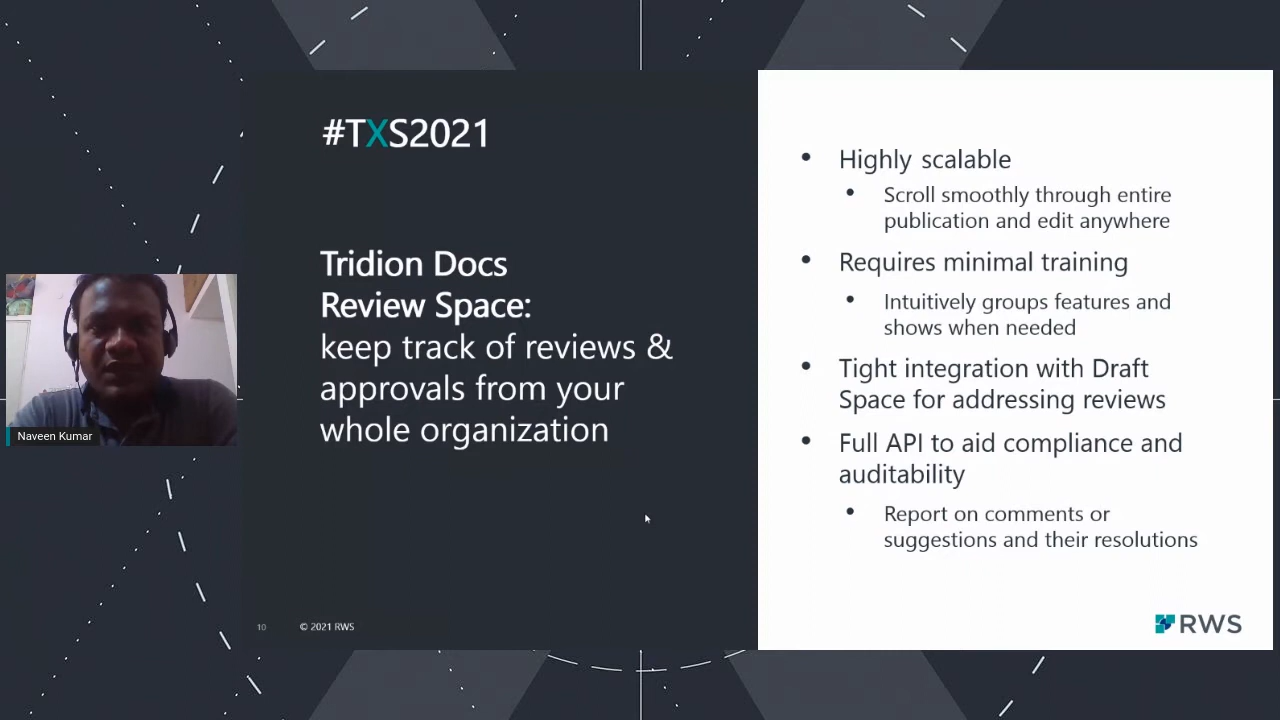 #TXS2021
Tridion Docs
Review Space:
keep track of reviews &
approvals from your
whole organization
Naveen Kumar
10
© 2021 RWS
• Highly scalable
• Scroll smoothly through entire
publication and edit anywhere
• Requires minimal training
• Intuitively groups features and
shows when needed
• Tight integration with Draft
Space for addressing reviews
• Full API to aid compliance and
auditability
• Report on comments or
suggestions and their resolutions
RWS